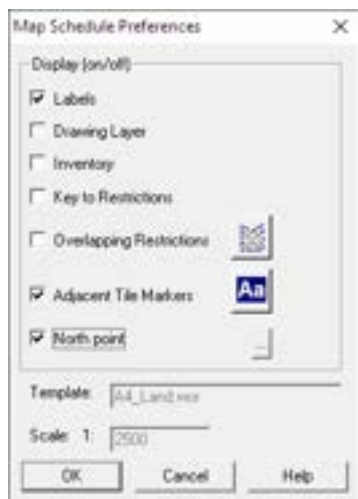 Map Schedule Preferences
Display (on/off)
Labels
Drawing Layer
Inventory
Key to Restrictions
Overlapping Restrictions
Adjacent Tile Markers
Aa
North point
...
Template: A4_Land.wor
Scale: 1: 2500
OK Cancel Help